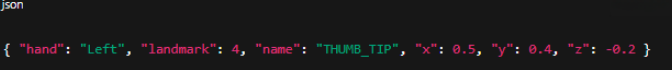 json
{ "hand": "Left", "landmark": 4, "name": "THUMB_TIP", "x": 0.5, "y": 0.4, "z": -0.2 }